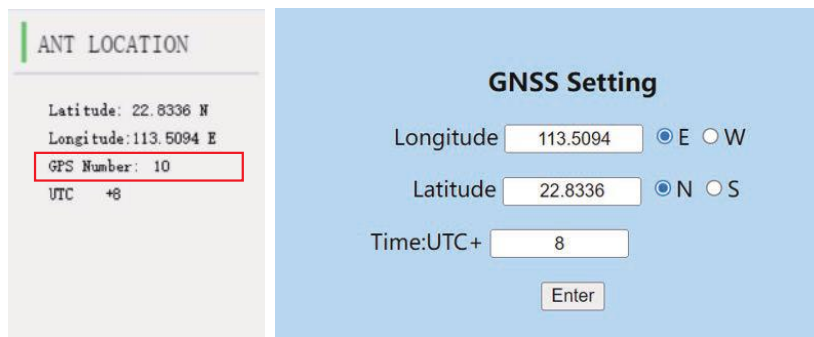 ANT LOCATION
Latitude: 22.8336 N
Longitude:113.5094 E
GPS Number: 10
UTC +8
GNSS Setting
Longitude 113.5094 E W
Latitude 22.8336 N S
Time:UTC+ 8
Enter